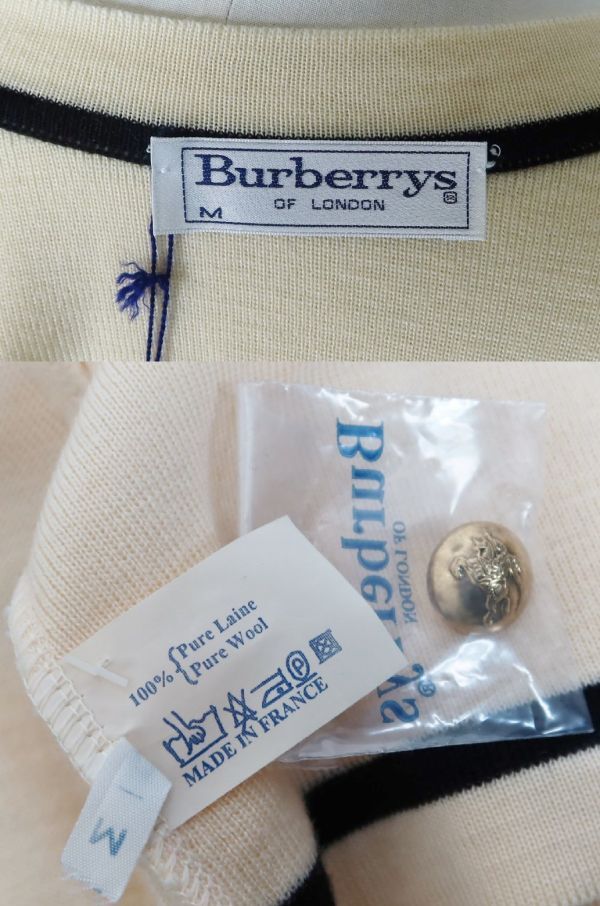 Burberrys
M OF LONDON
Burberrys®
OF LONDON
100% { Pure Laine
Pure Wool
MADE IN FRANCE
M